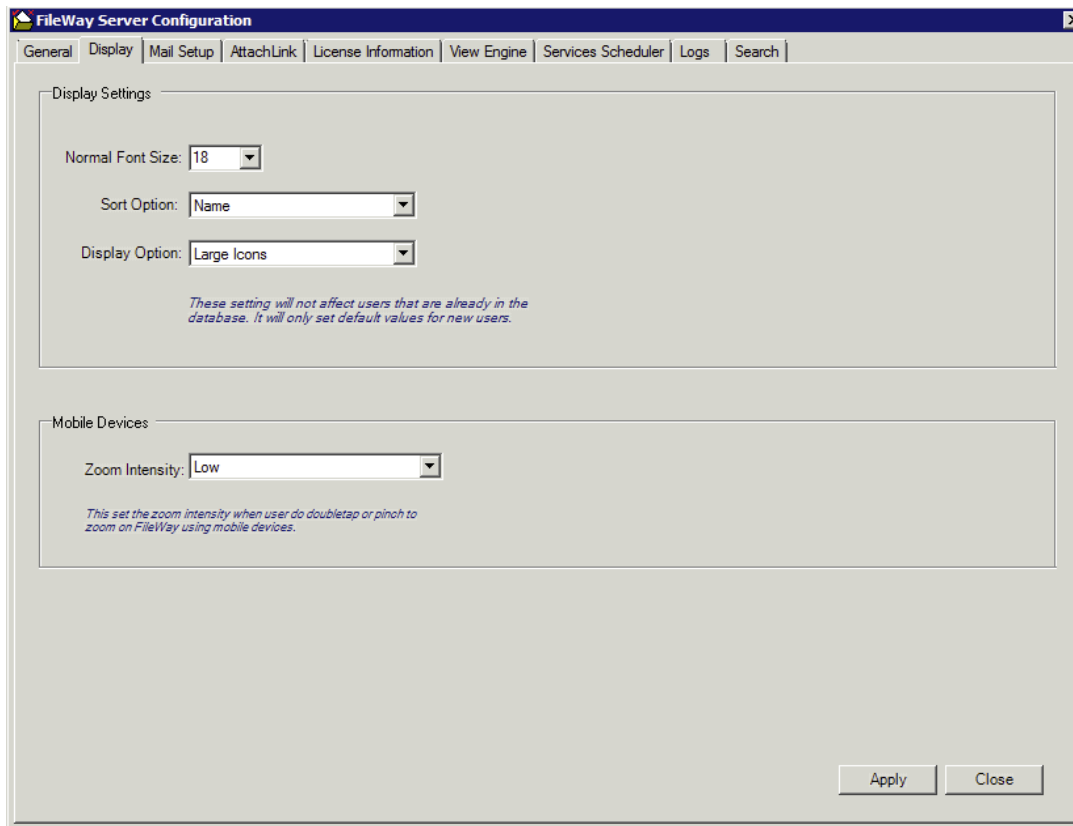 FileWay Server Configuration
General Display Mail Setup AttachLink License Information View Engine Services Scheduler Logs Search
Display Settings
Normal Font Size: 18
Sort Option: Name
Display Option: Large Icons
These setting will not affect users that are already in the
database. It will only set default values for new users.
Mobile Devices
Zoom Intensity: Low
This set the zoom intensity when user do doubletap or pinch to
zoom on FileWay using mobile devices.
Apply Close